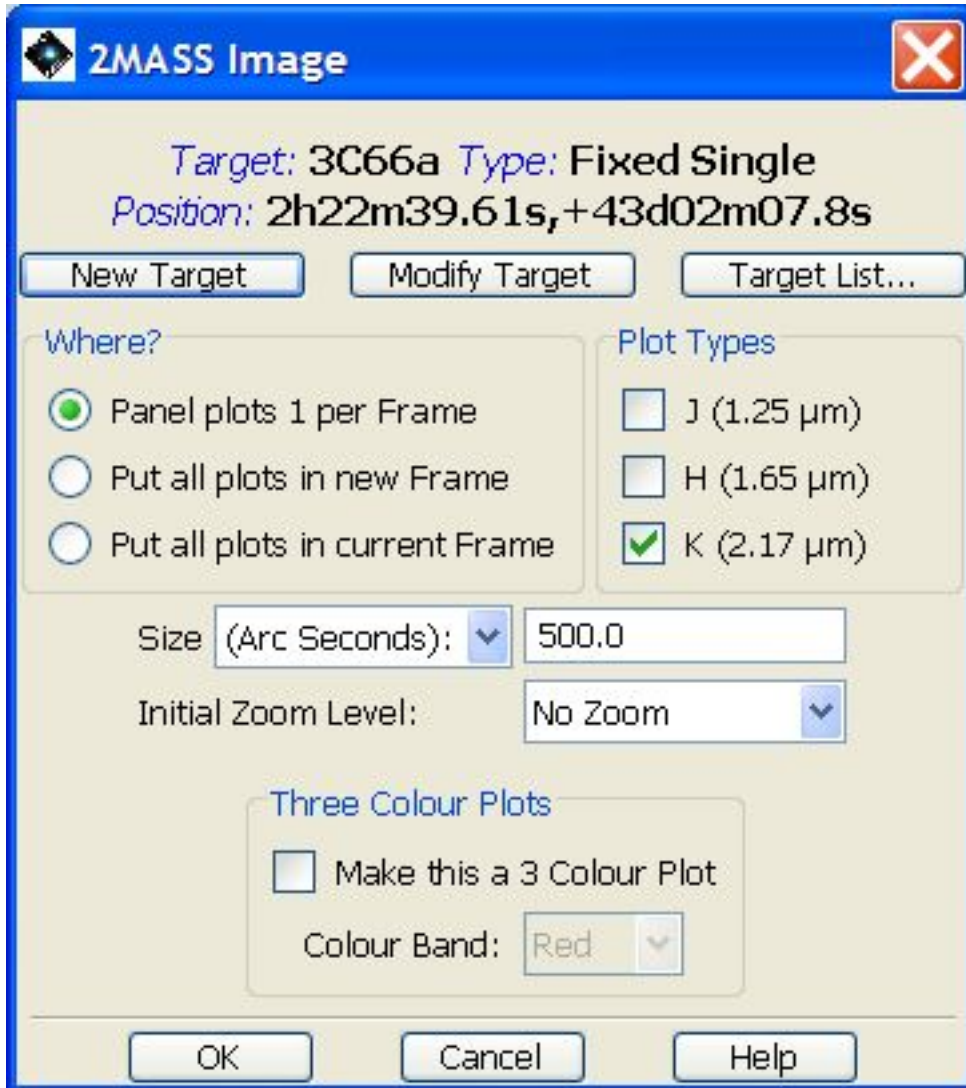 2MASS Image
Target: 3C66a Type: Fixed Single
Position: 2h22m39.61s,+43d02m07.8s
New Target Modify Target Target List...
Where?
Panel plots 1 per Frame
Put all plots in new Frame
Put all plots in current Frame
Plot Types
J (1.25 µm)
H (1.65 µm)
K (2.17 µm)
Size (Arc Seconds): 500.0
Initial Zoom Level: No Zoom
Three Colour Plots
Make this a 3 Colour Plot
Colour Band: Red
OK Cancel Help